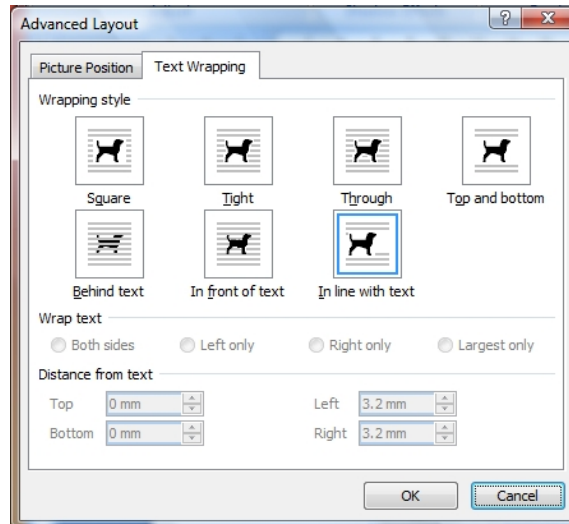 Advanced Layout
Picture Position Text Wrapping
Wrapping style
Square Tight Through Top and bottom
Behind text In front of text In line with text
Wrap text
Both sides Left only Right only Largest only
Distance from text
Top 0 mm Left 3.2 mm
Bottom 0 mm Right 3.2 mm
OK Cancel